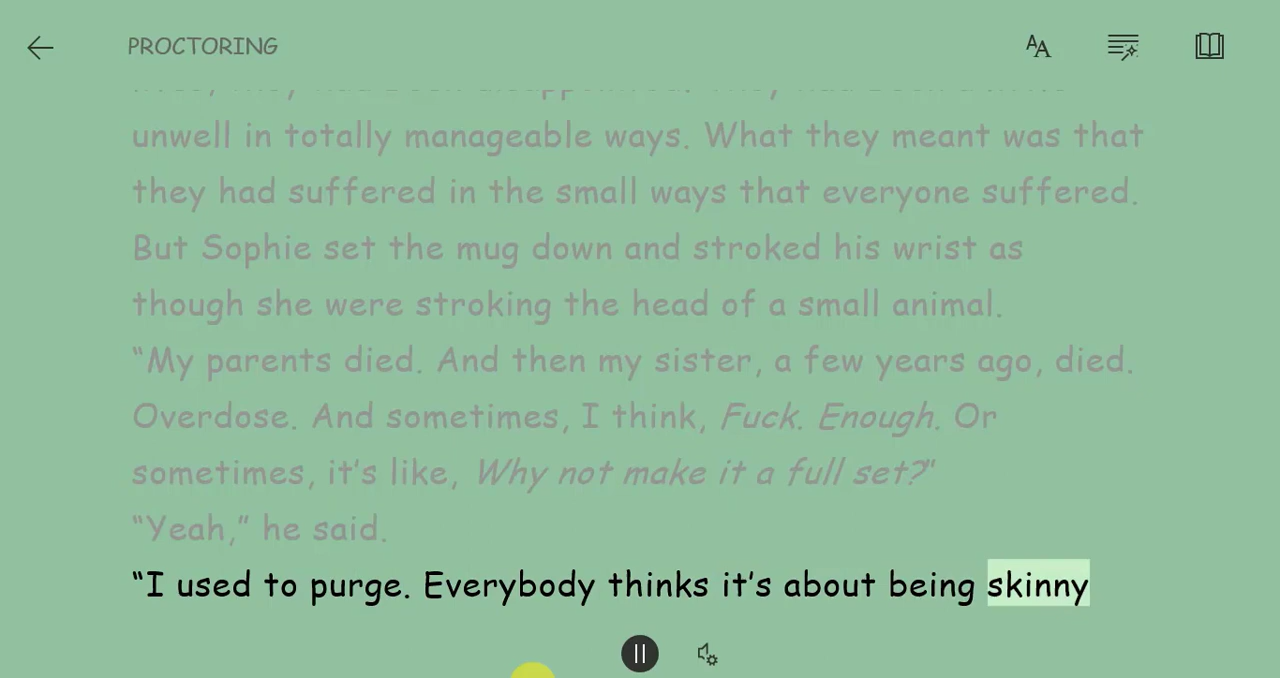 PROCTORING
unwell in totally manageable ways. What they meant was that
they had suffered in the small ways that everyone suffered.
But Sophie set the mug down and stroked his wrist as
though she were stroking the head of a small animal.
“My parents died. And then my sister, a few years ago, died.
Overdose. And sometimes, I think, Fuck. Enough. Or
sometimes, it’s like, Why not make it a full set?”
“Yeah,” he said.
“I used to purge. Everybody thinks it’s about being skinny